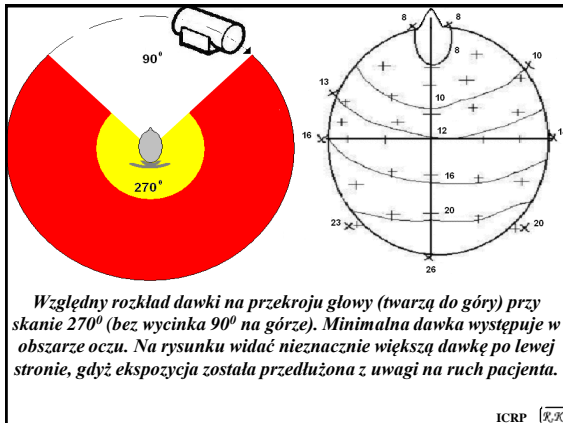 90⁰
270⁰
8 8
8
10
13
10
12
16 14
16
20
23 20
26
Względny rozkład dawki na przekroju głowy (twarzą do góry) przy
skanie 270⁰ (bez wycinka 90⁰ na górze). Minimalna dawka występuje w
obszarze oczu. Na rysunku widać nieznacznie większą dawkę po lewej
stronie, gdyż ekspozycja została przedłużona z uwagi na ruch pacjenta.
ICRP